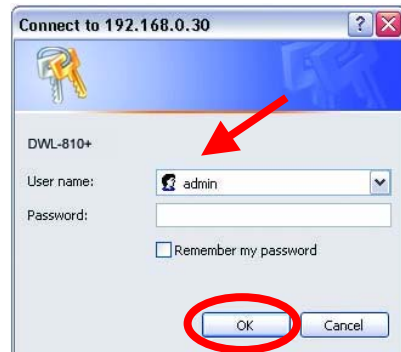 Connect to 192.168.0.30
DWL-810+
User name: admin
Password:
Remember my password
OK Cancel